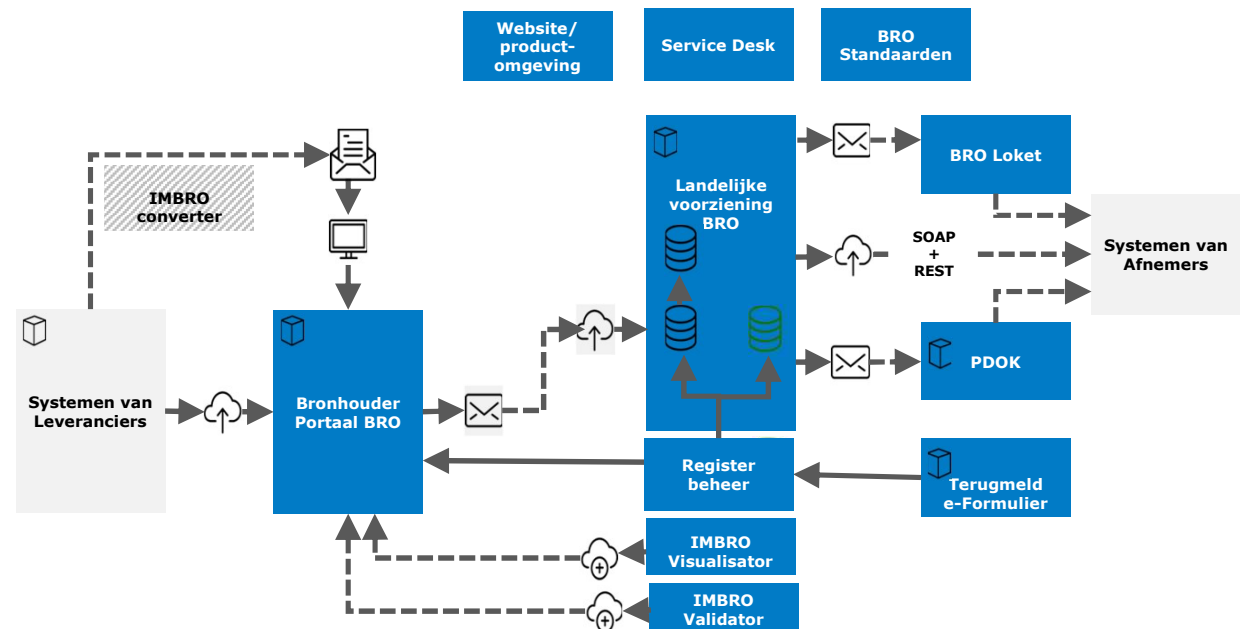 Website/
product-
omgeving
Service Desk
BRO
Standaarden
IMBRO
converter
Landelijke
voorziening
BRO
BRO Loket
SOAP
+
REST
Systemen van
Afnemers
Systemen van
Leveranciers
Bronhouder
Portaal BRO
PDOK
Register
beheer
Terugmeld
e-Formulier
IMBRO
Visualisator
IMBRO
Validator